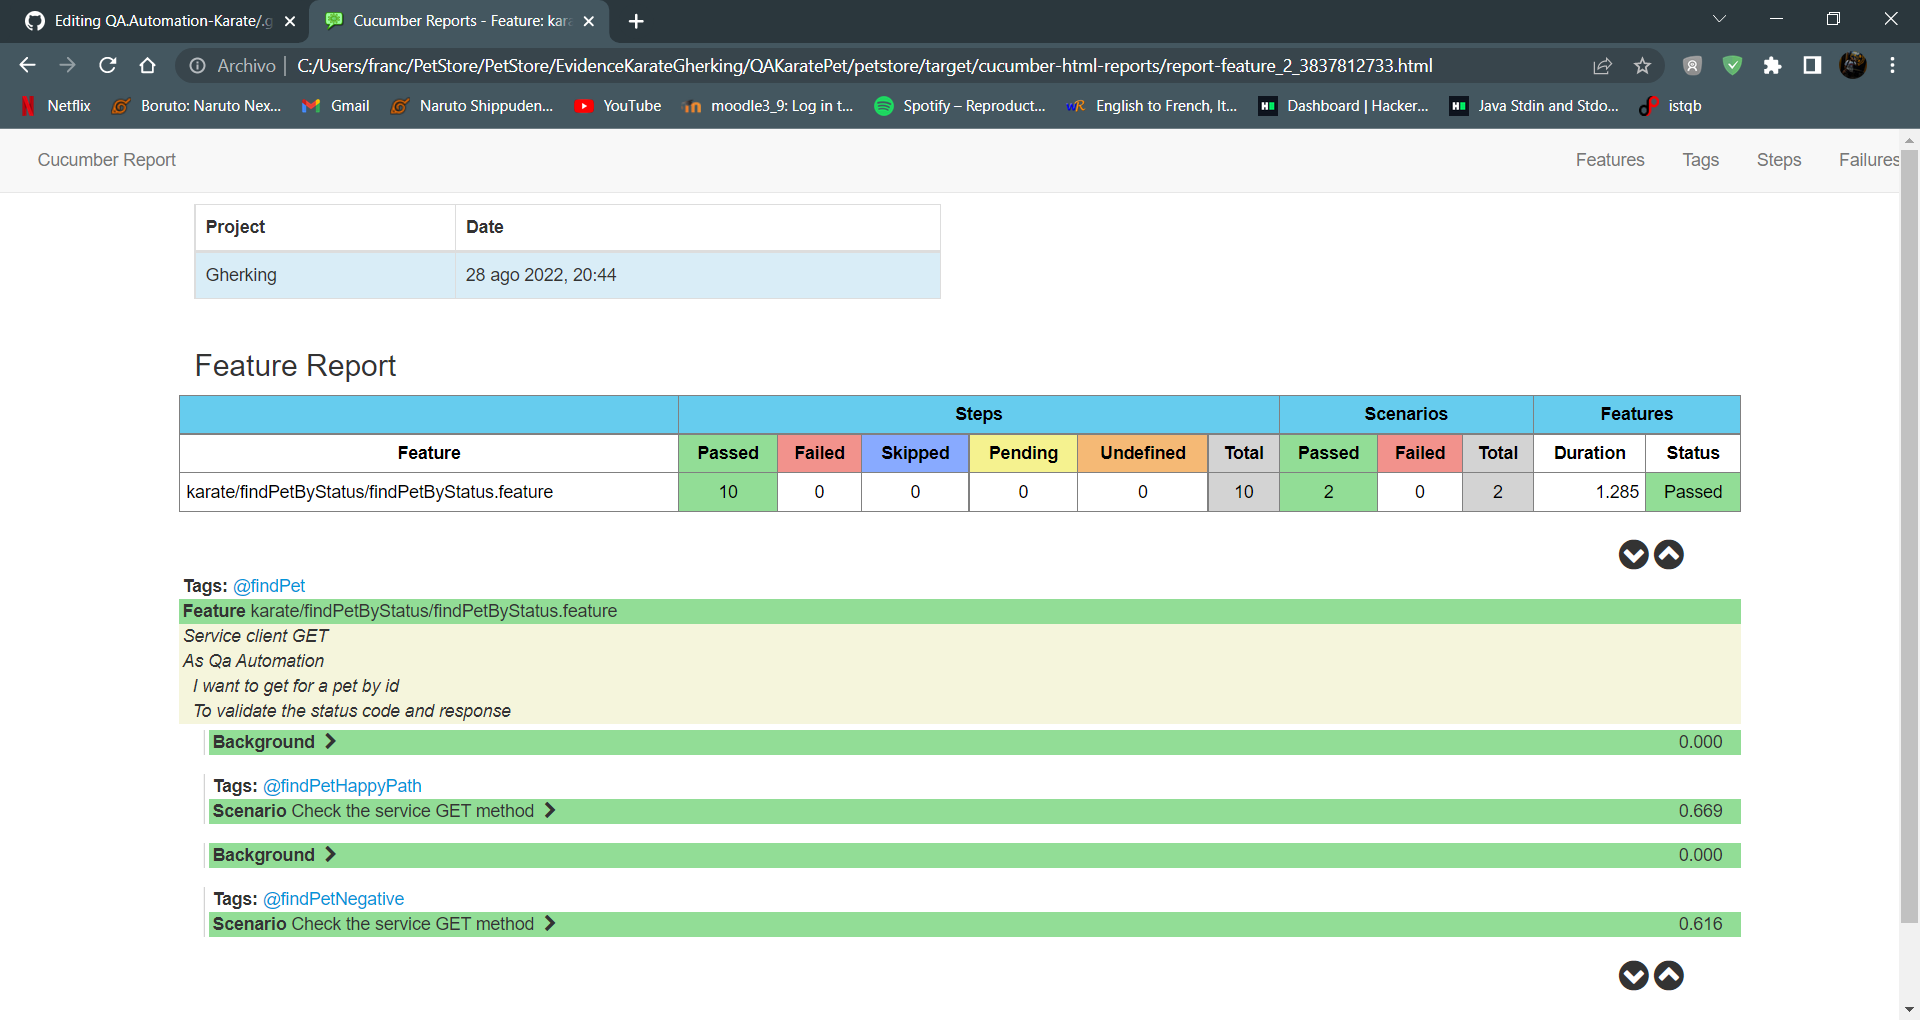 Editing QA.Automation-Karate/.g
Cucumber Reports - Feature: kara
Archivo
C:/Users/franc/PetStore/PetStore/EvidenceKarateGherking/QAKaratePet/petstore/target/cucumber-html-reports/report-feature_2_3837812733.html
Netflix
Boruto: Naruto Nex...
Gmail
Naruto Shippuden...
YouTube
moodle3_9: Log in t...
Spotify – Reproduct...
English to French, It...
Dashboard | Hacker...
Java Stdin and Stdo...
istqb
Cucumber Report
Features
Tags
Steps
Failures
Project Date
Gherking 28 ago 2022, 20:44
Feature Report
Steps Scenarios Features
Feature Passed Failed Skipped Pending Undefined Total Passed Failed Total Duration Status
karate/findPetByStatus/findPetByStatus.feature 10 0 0 0 0 10 2 0 2 1.285 Passed
Tags: @findPet
Feature karate/findPetByStatus/findPetByStatus.feature
Service client GET
As Qa Automation
I want to get for a pet by id
To validate the status code and response
Background 0.000
Tags: @findPetHappyPath
Scenario Check the service GET method 0.669
Background 0.000
Tags: @findPetNegative
Scenario Check the service GET method 0.616